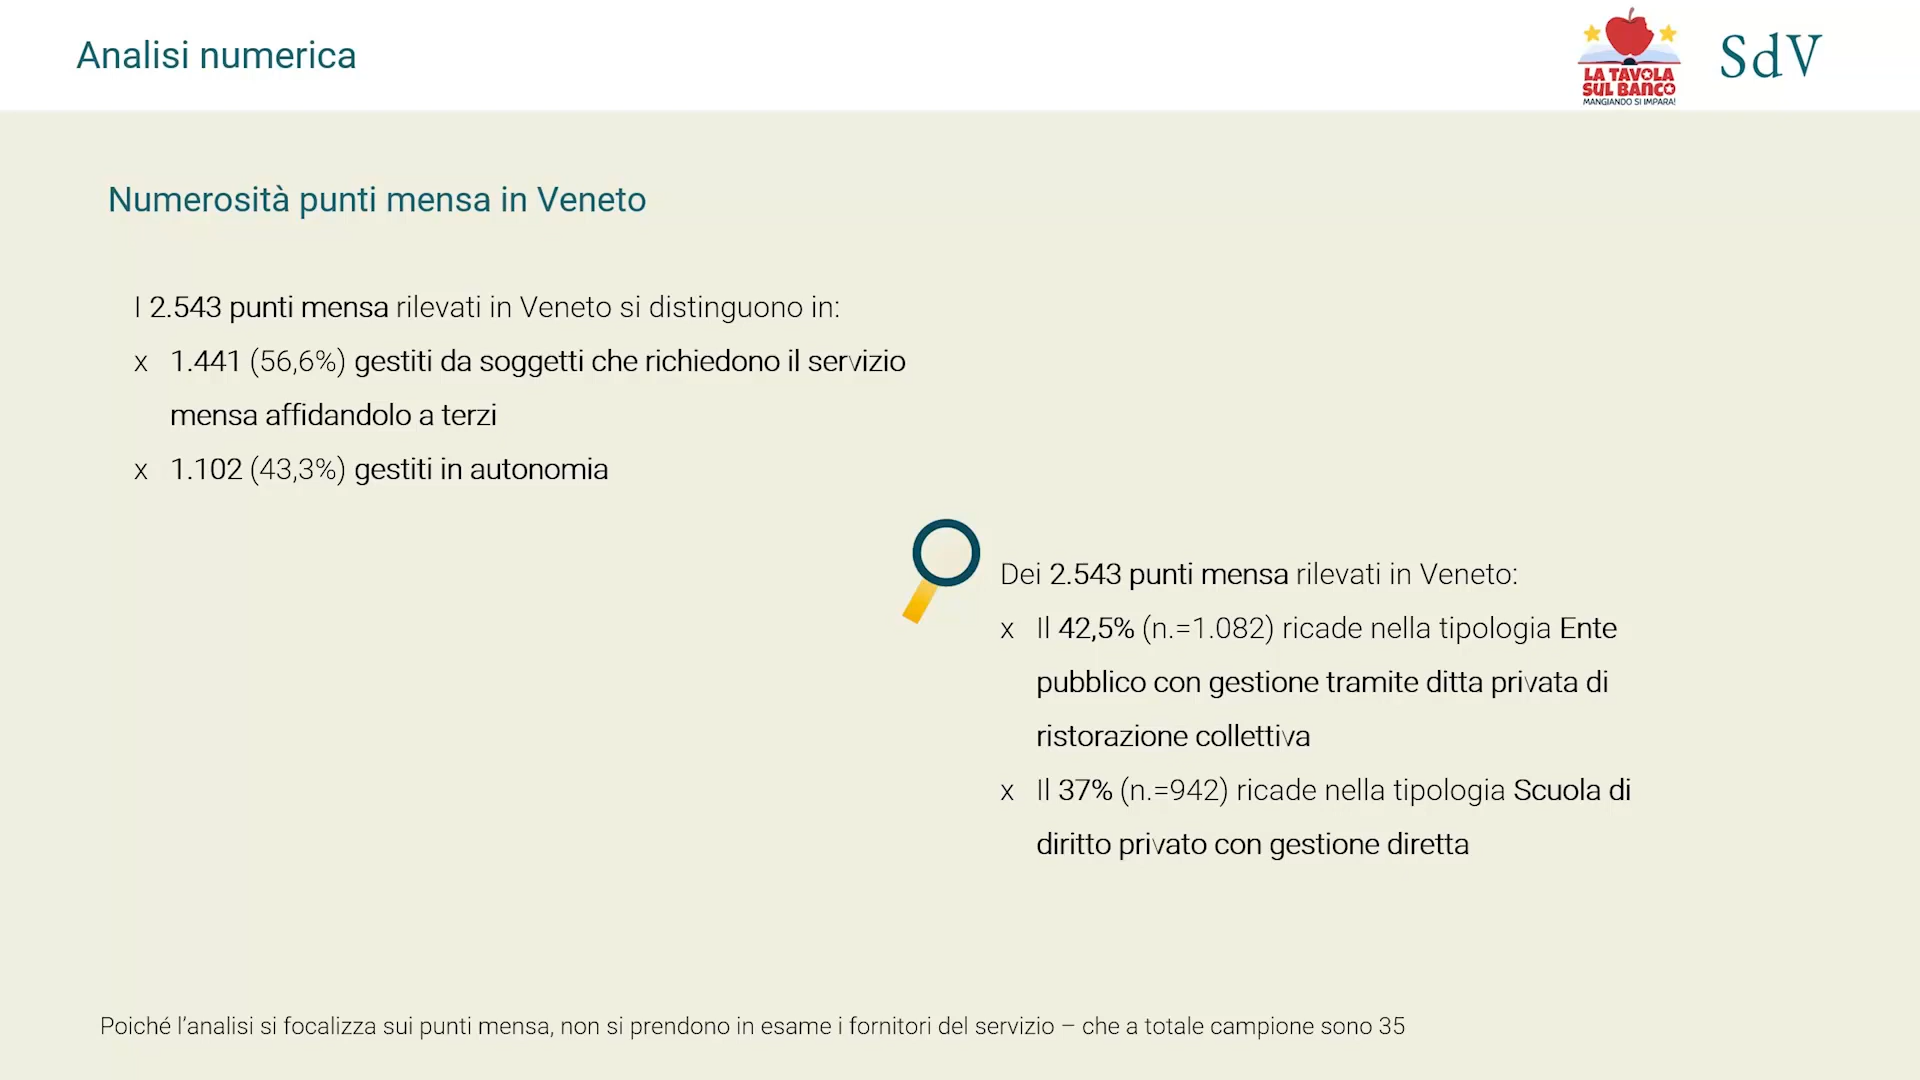 Analisi numerica
LA TAVOLA
SUL BANCO
MANGIANDO SI IMPARA!
SdV
Numerosità punti mensa in Veneto
I 2.543 punti mensa rilevati in Veneto si distinguono in:
x 1.441 (56,6%) gestiti da soggetti che richiedono il servizio
mensa affidandolo a terzi
x 1.102 (43,3%) gestiti in autonomia
Dei 2.543 punti mensa rilevati in Veneto:
x Il 42,5% (n.=1.082) ricade nella tipologia Ente
pubblico con gestione tramite ditta privata di
ristorazione collettiva
x Il 37% (n.=942) ricade nella tipologia Scuola di
diritto privato con gestione diretta
Poiché l’analisi si focalizza sui punti mensa, non si prendono in esame i fornitori del servizio – che a totale campione sono 35